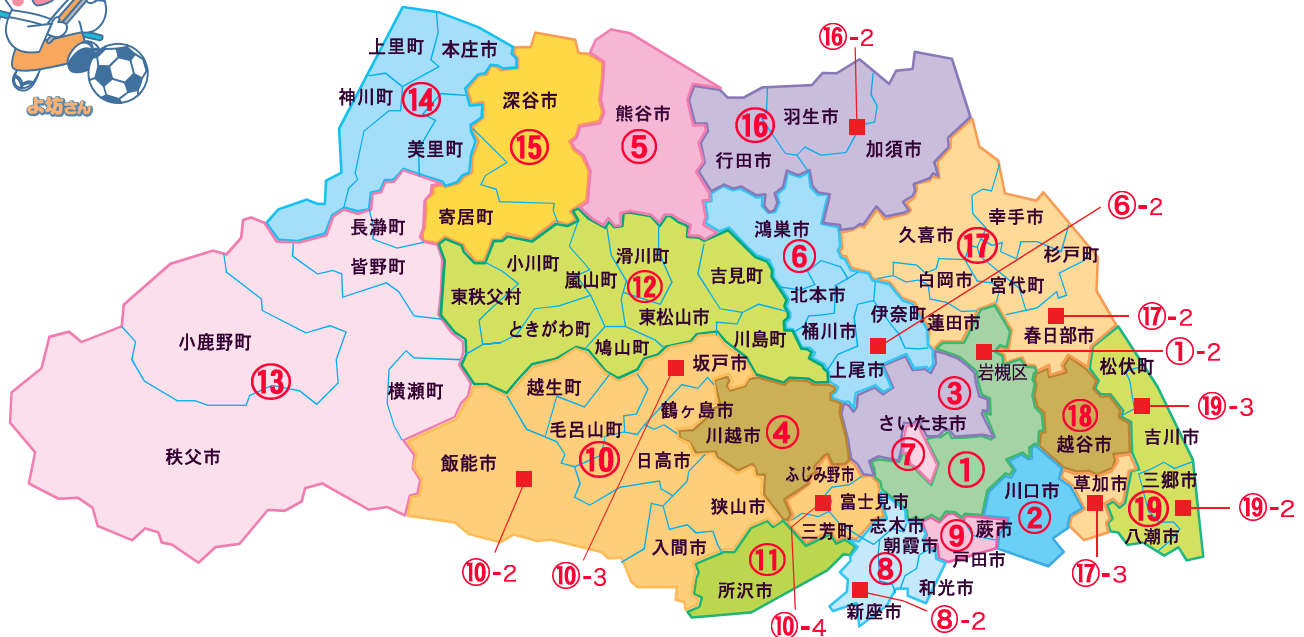 よ坊さん
上里町
本庄市
神川町
⑭
美里町
深谷市
⑮
寄居町
熊谷市
⑤
⑯-2
⑯
羽生市
行田市
加須市
⑥-2
鴻巣市
⑥
北本市
桶川市
伊奈町
上尾市
久喜市
⑰
幸手市
杉戸町
白岡市
宮代町
蓮田市
春日部市
⑰-2
①-2
岩槻区
長瀞町
皆野町
小鹿野町
⑬
横瀬町
秩父市
小川町
嵐山町
滑川町
⑫
吉見町
東秩父村
ときがわ町
東松山市
鳩山町
川島町
坂戸市
越生町
鶴ヶ島市
毛呂山町
⑩
飯能市
日高市
川越市
④
狭山市
入間市
ふじみ野市
富士見市
三芳町
⑩-2
⑩-3
⑩-4
⑪
所沢市
③
さいたま市
⑦
①
川口市
②
⑨
蕨市
戸田市
志木市
朝霞市
⑧
和光市
新座市
⑧-2
⑱
越谷市
松伏町
⑲-3
吉川市
三郷市
草加市
⑲
⑲-2
八潮市
⑰-3